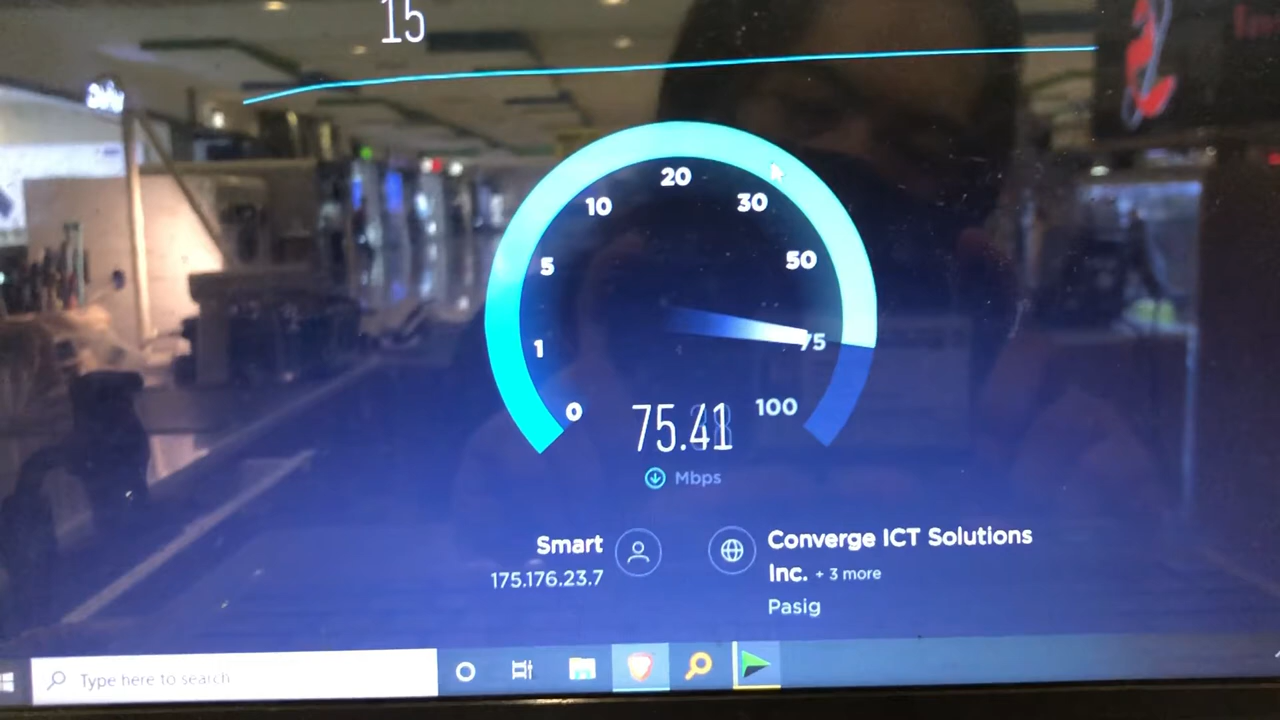 15
20
10
30
5
50
1
75
0
100
75.41
Mbps
Smart
175.176.23.7
Converge ICT Solutions
Inc. + 3 more
Pasig
Type here to search